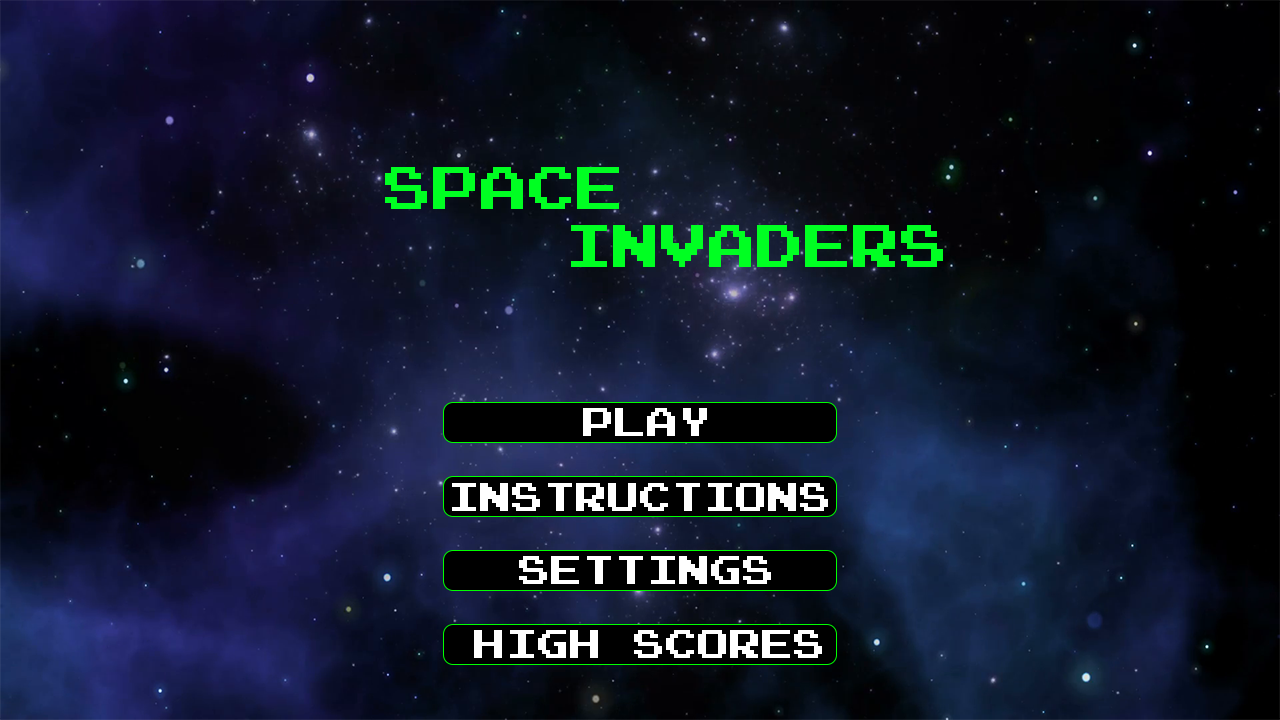 SPACE
INVADERS
PLAY
INSTRUCTIONS
SETTINGS
HIGH SCORES